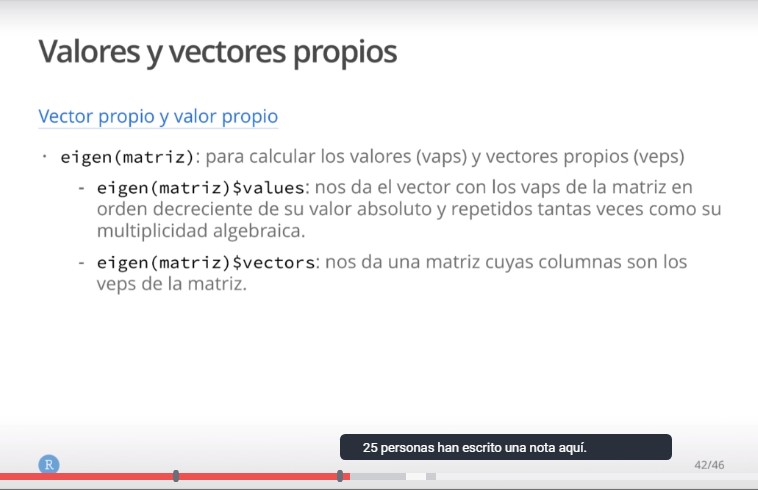 Valores y vectores propios
Vector propio y valor propio
· eigen(matriz): para calcular los valores (vaps) y vectores propios (veps)
- eigen(matriz)$values: nos da el vector con los vaps de la matriz en
orden decreciente de su valor absoluto y repetidos tantas veces como su
multiplicidad algebraica.
- eigen(matriz)$vectors: nos da una matriz cuyas columnas son los
veps de la matriz.
25 personas han escrito una nota aquí.
R
42/46